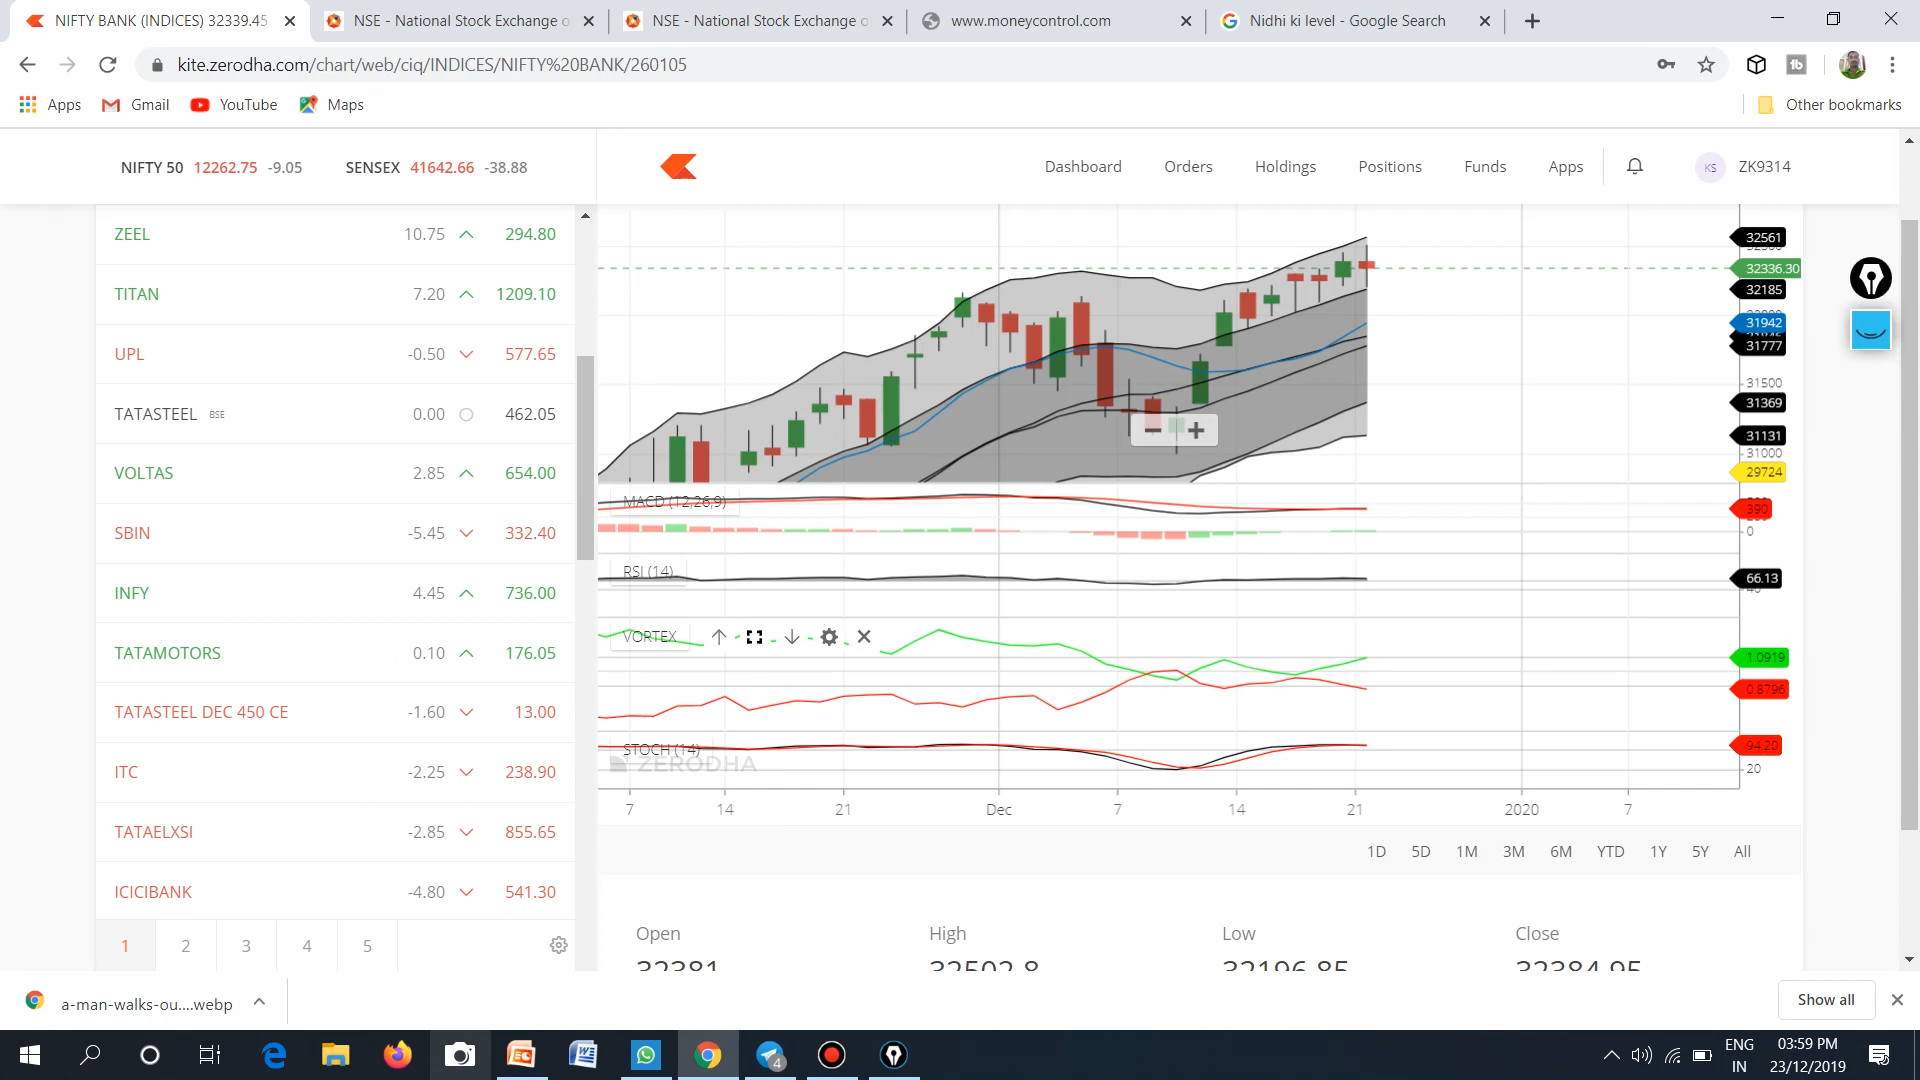 NIFTY BANK (INDICES) 32339.45
NSE - National Stock Exchange o
NSE - National Stock Exchange o
www.moneycontrol.com
Nidhi ki level - Google Search
kite.zerodha.com/chart/web/ciq/INDICES/NIFTY%20BANK/260105
Apps
Gmail
YouTube
Maps
Other bookmarks
NIFTY 50 12262.75 -9.05
SENSEX 41642.66 -38.88
Dashboard
Orders
Holdings
Positions
Funds
Apps
KS
ZK9314
ZEEL 10.75 294.80
TITAN 7.20 1209.10
UPL -0.50 577.65
TATASTEEL BSE 0.00 462.05
VOLTAS 2.85 654.00
SBIN -5.45 332.40
INFY 4.45 736.00
TATAMOTORS 0.10 176.05
TATASTEEL DEC 450 CE -1.60 13.00
ITC -2.25 238.90
TATAELXSI -2.85 855.65
ICICIBANK -4.80 541.30
1 2 3 4 5
32561
32336.30
32185
31942
31777
31500
31369
31131
31000
29724
MACD (12,26,9)
390
0
RSI (14)
66.13
40
VORTEX
1.0919
0.8796
STOCH (14)
94.20
ZERODHA
20
7 14 21 Dec 7 14 21 2020 7
1D 5D 1M 3M 6M YTD 1Y 5Y All
Open High Low Close
32381 32502.8 32196.85 32384.95
a-man-walks-ou....webp
Show all
4
ENG
IN
03:59 PM
23/12/2019